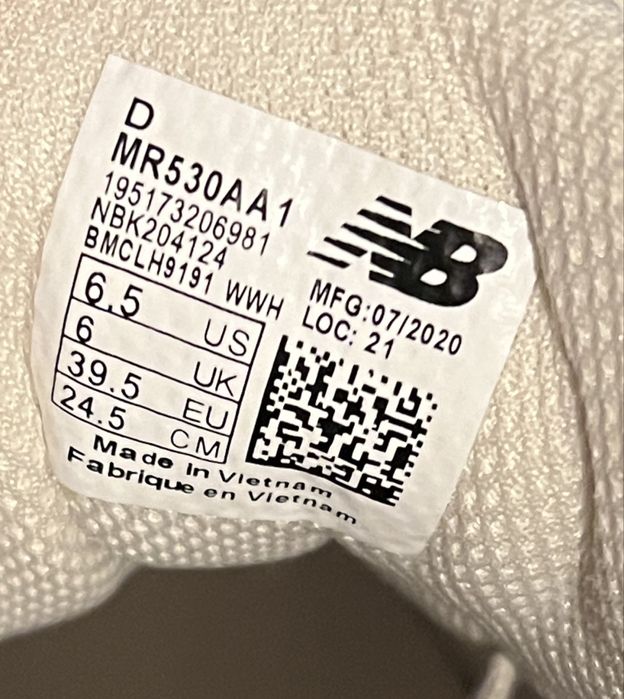 D
MR530AA1
195173206981
NBK204124
BMCLH9191 WWH
6.5 US
6 UK
39.5 EU
24.5 CM
Made in Vietnam
Fabrique en Vietnam
NB
MFG:07/2020
LOC: 21